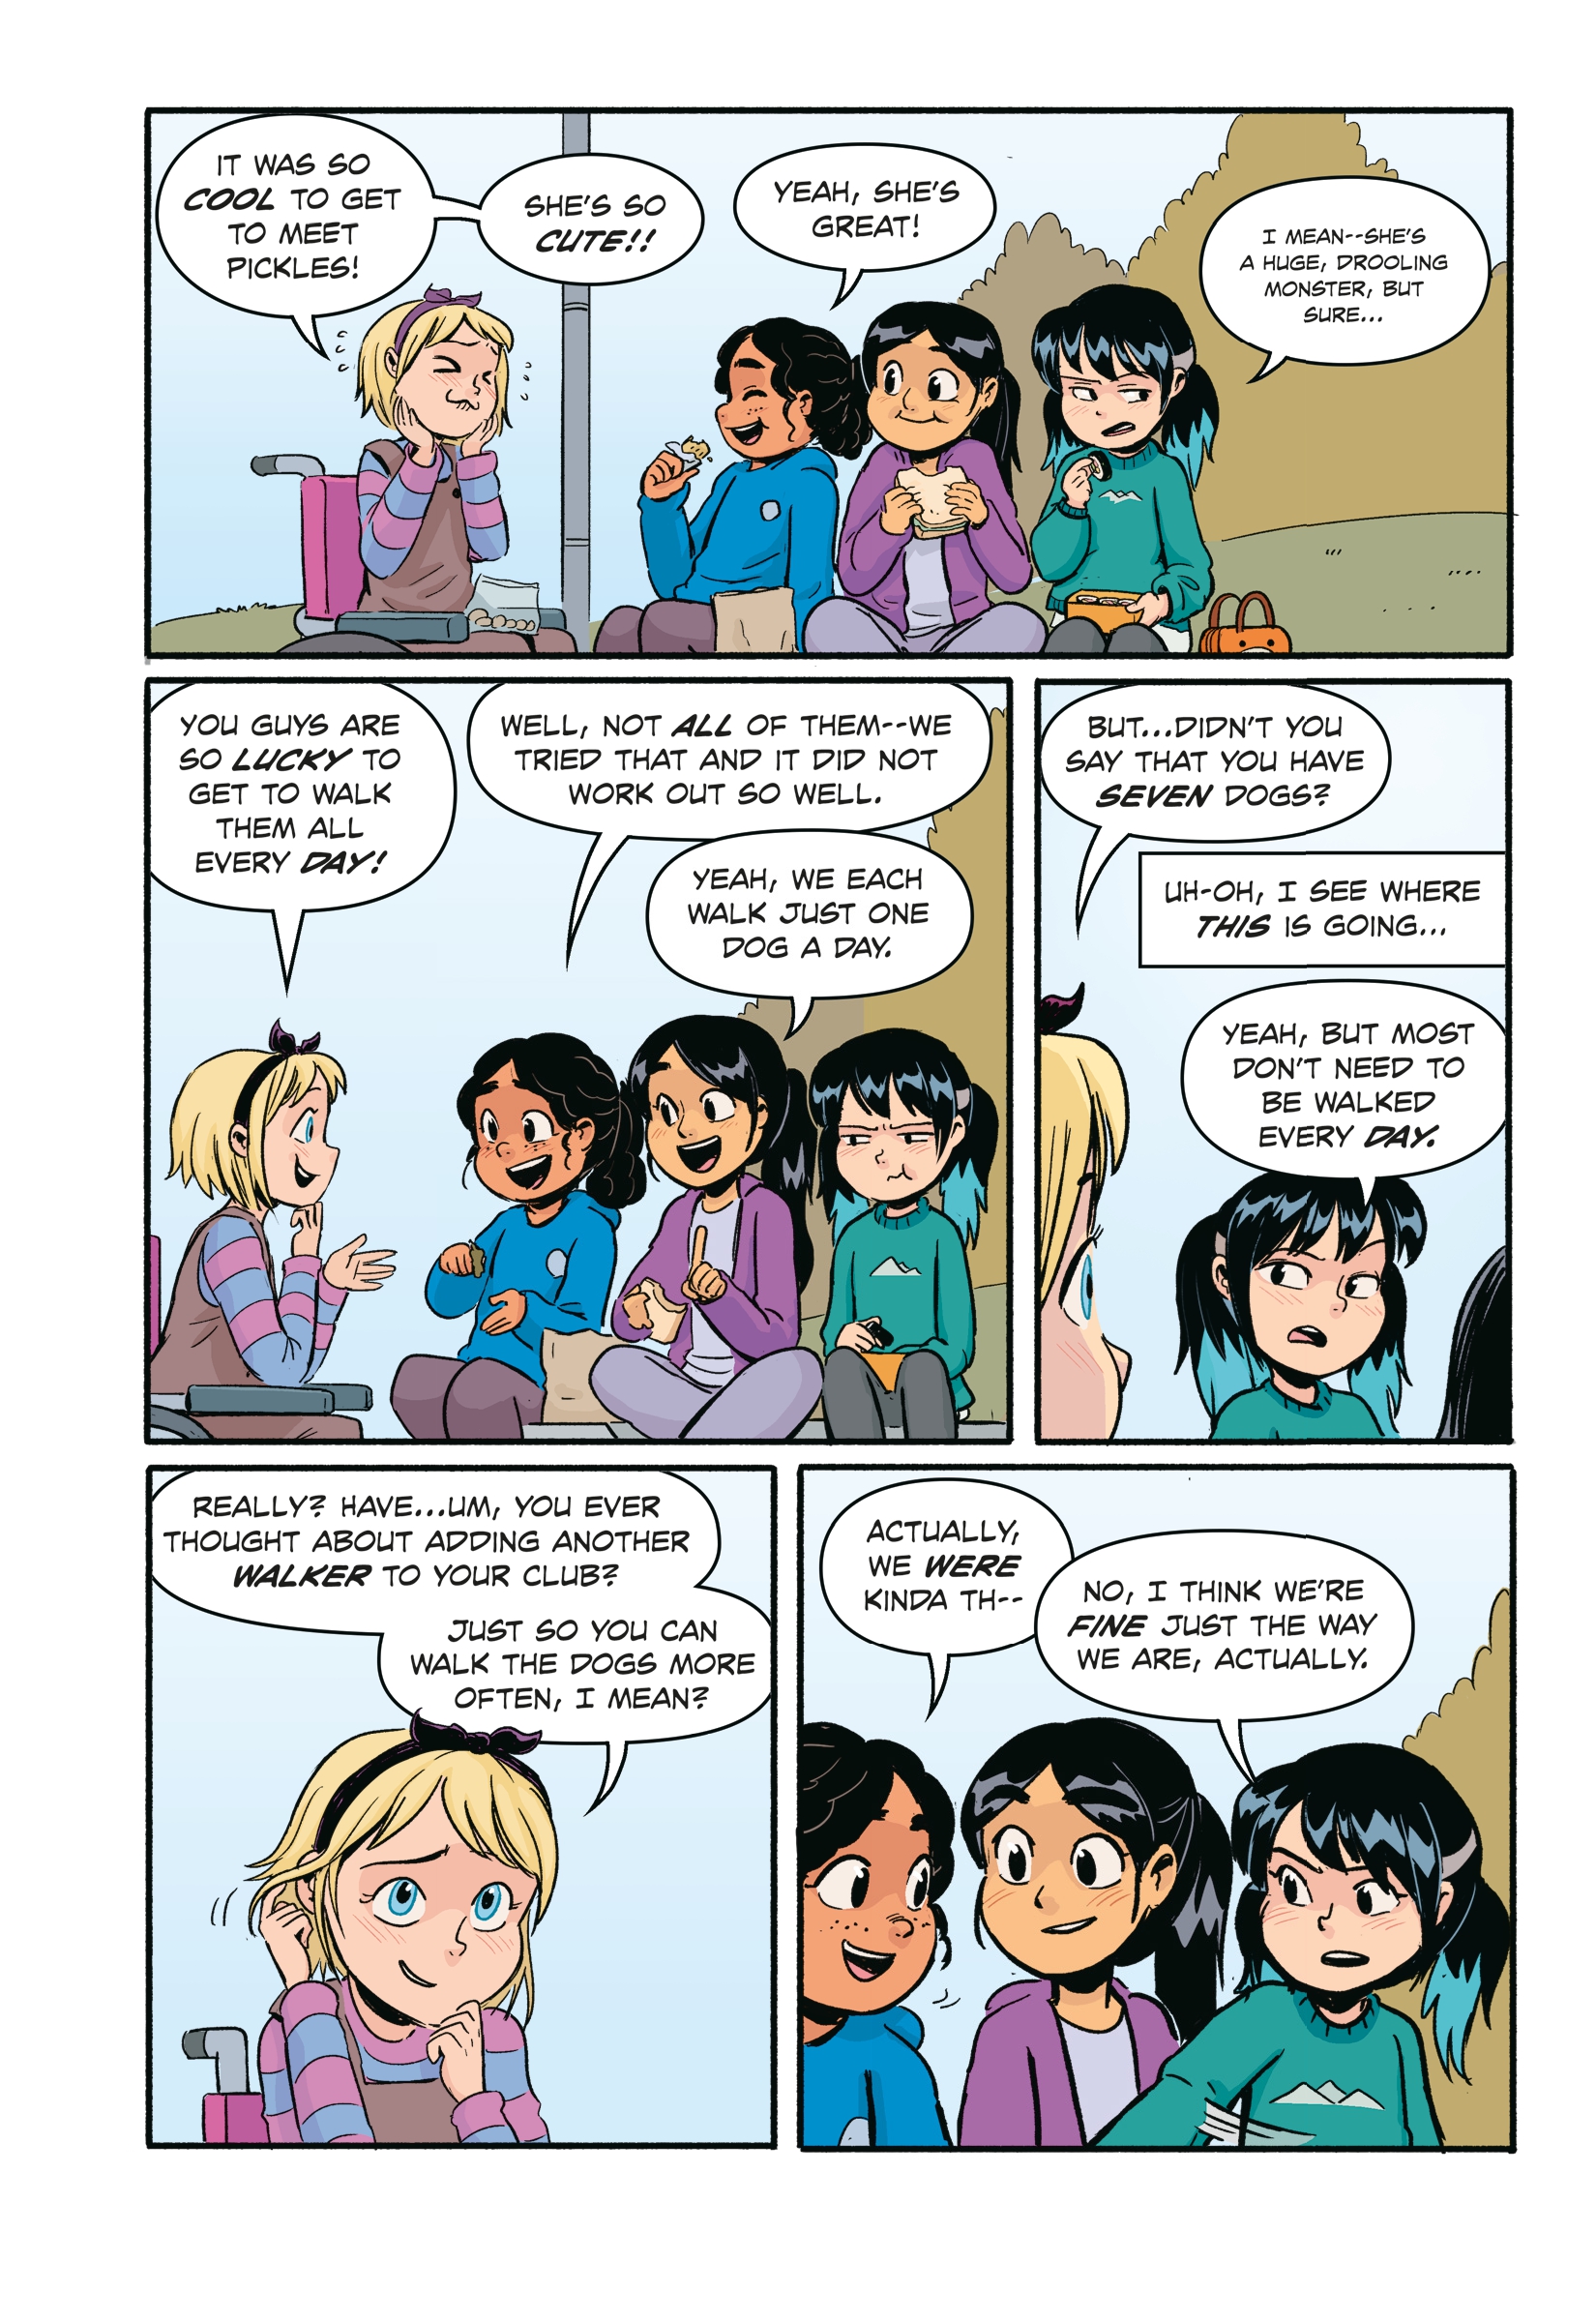 IT WAS SO
COOL TO GET
TO MEET
PICKLES!
SHE'S SO
CUTE!!
YEAH, SHE'S
GREAT!
I MEAN--SHE'S
A HUGE, DROOLING
MONSTER, BUT
SURE...
YOU GUYS ARE
SO LUCKY TO
GET TO WALK
THEM ALL
EVERY DAY!
WELL, NOT ALL OF THEM--WE
TRIED THAT AND IT DID NOT
WORK OUT SO WELL.
YEAH, WE EACH
WALK JUST ONE
DOG A DAY.
BUT...DIDN'T YOU
SAY THAT YOU HAVE
SEVEN DOGS?
UH-OH, I SEE WHERE
THIS IS GOING...
YEAH, BUT MOST
DON'T NEED TO
BE WALKED
EVERY DAY.
REALLY? HAVE...UM, YOU EVER
THOUGHT ABOUT ADDING ANOTHER
WALKER TO YOUR CLUB?
JUST SO YOU CAN
WALK THE DOGS MORE
OFTEN, I MEAN?
ACTUALLY,
WE WERE
KINDA TH--
NO, I THINK WE'RE
FINE JUST THE WAY
WE ARE, ACTUALLY.